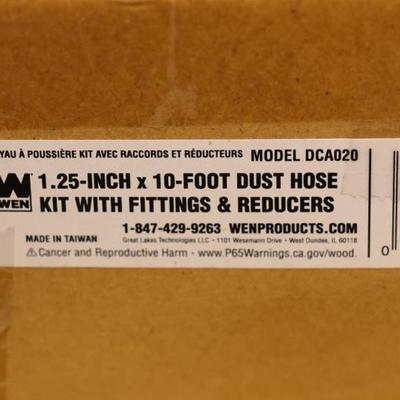 YAU À POUSSIÈRE KIT AVEC RACCORDS ET RÉDUCTEURS MODEL DCA020
W WEN 1.25-INCH x 10-FOOT DUST HOSE
KIT WITH FITTINGS & REDUCERS
1-847-429-9263 WENPRODUCTS.COM
MADE IN TAIWAN Great Lakes Technologies LLC • 1101 Wesemann Drive • West Dundee, IL 60118 0
⚠Cancer and Reproductive Harm - www.P65Warnings.ca.gov/wood.